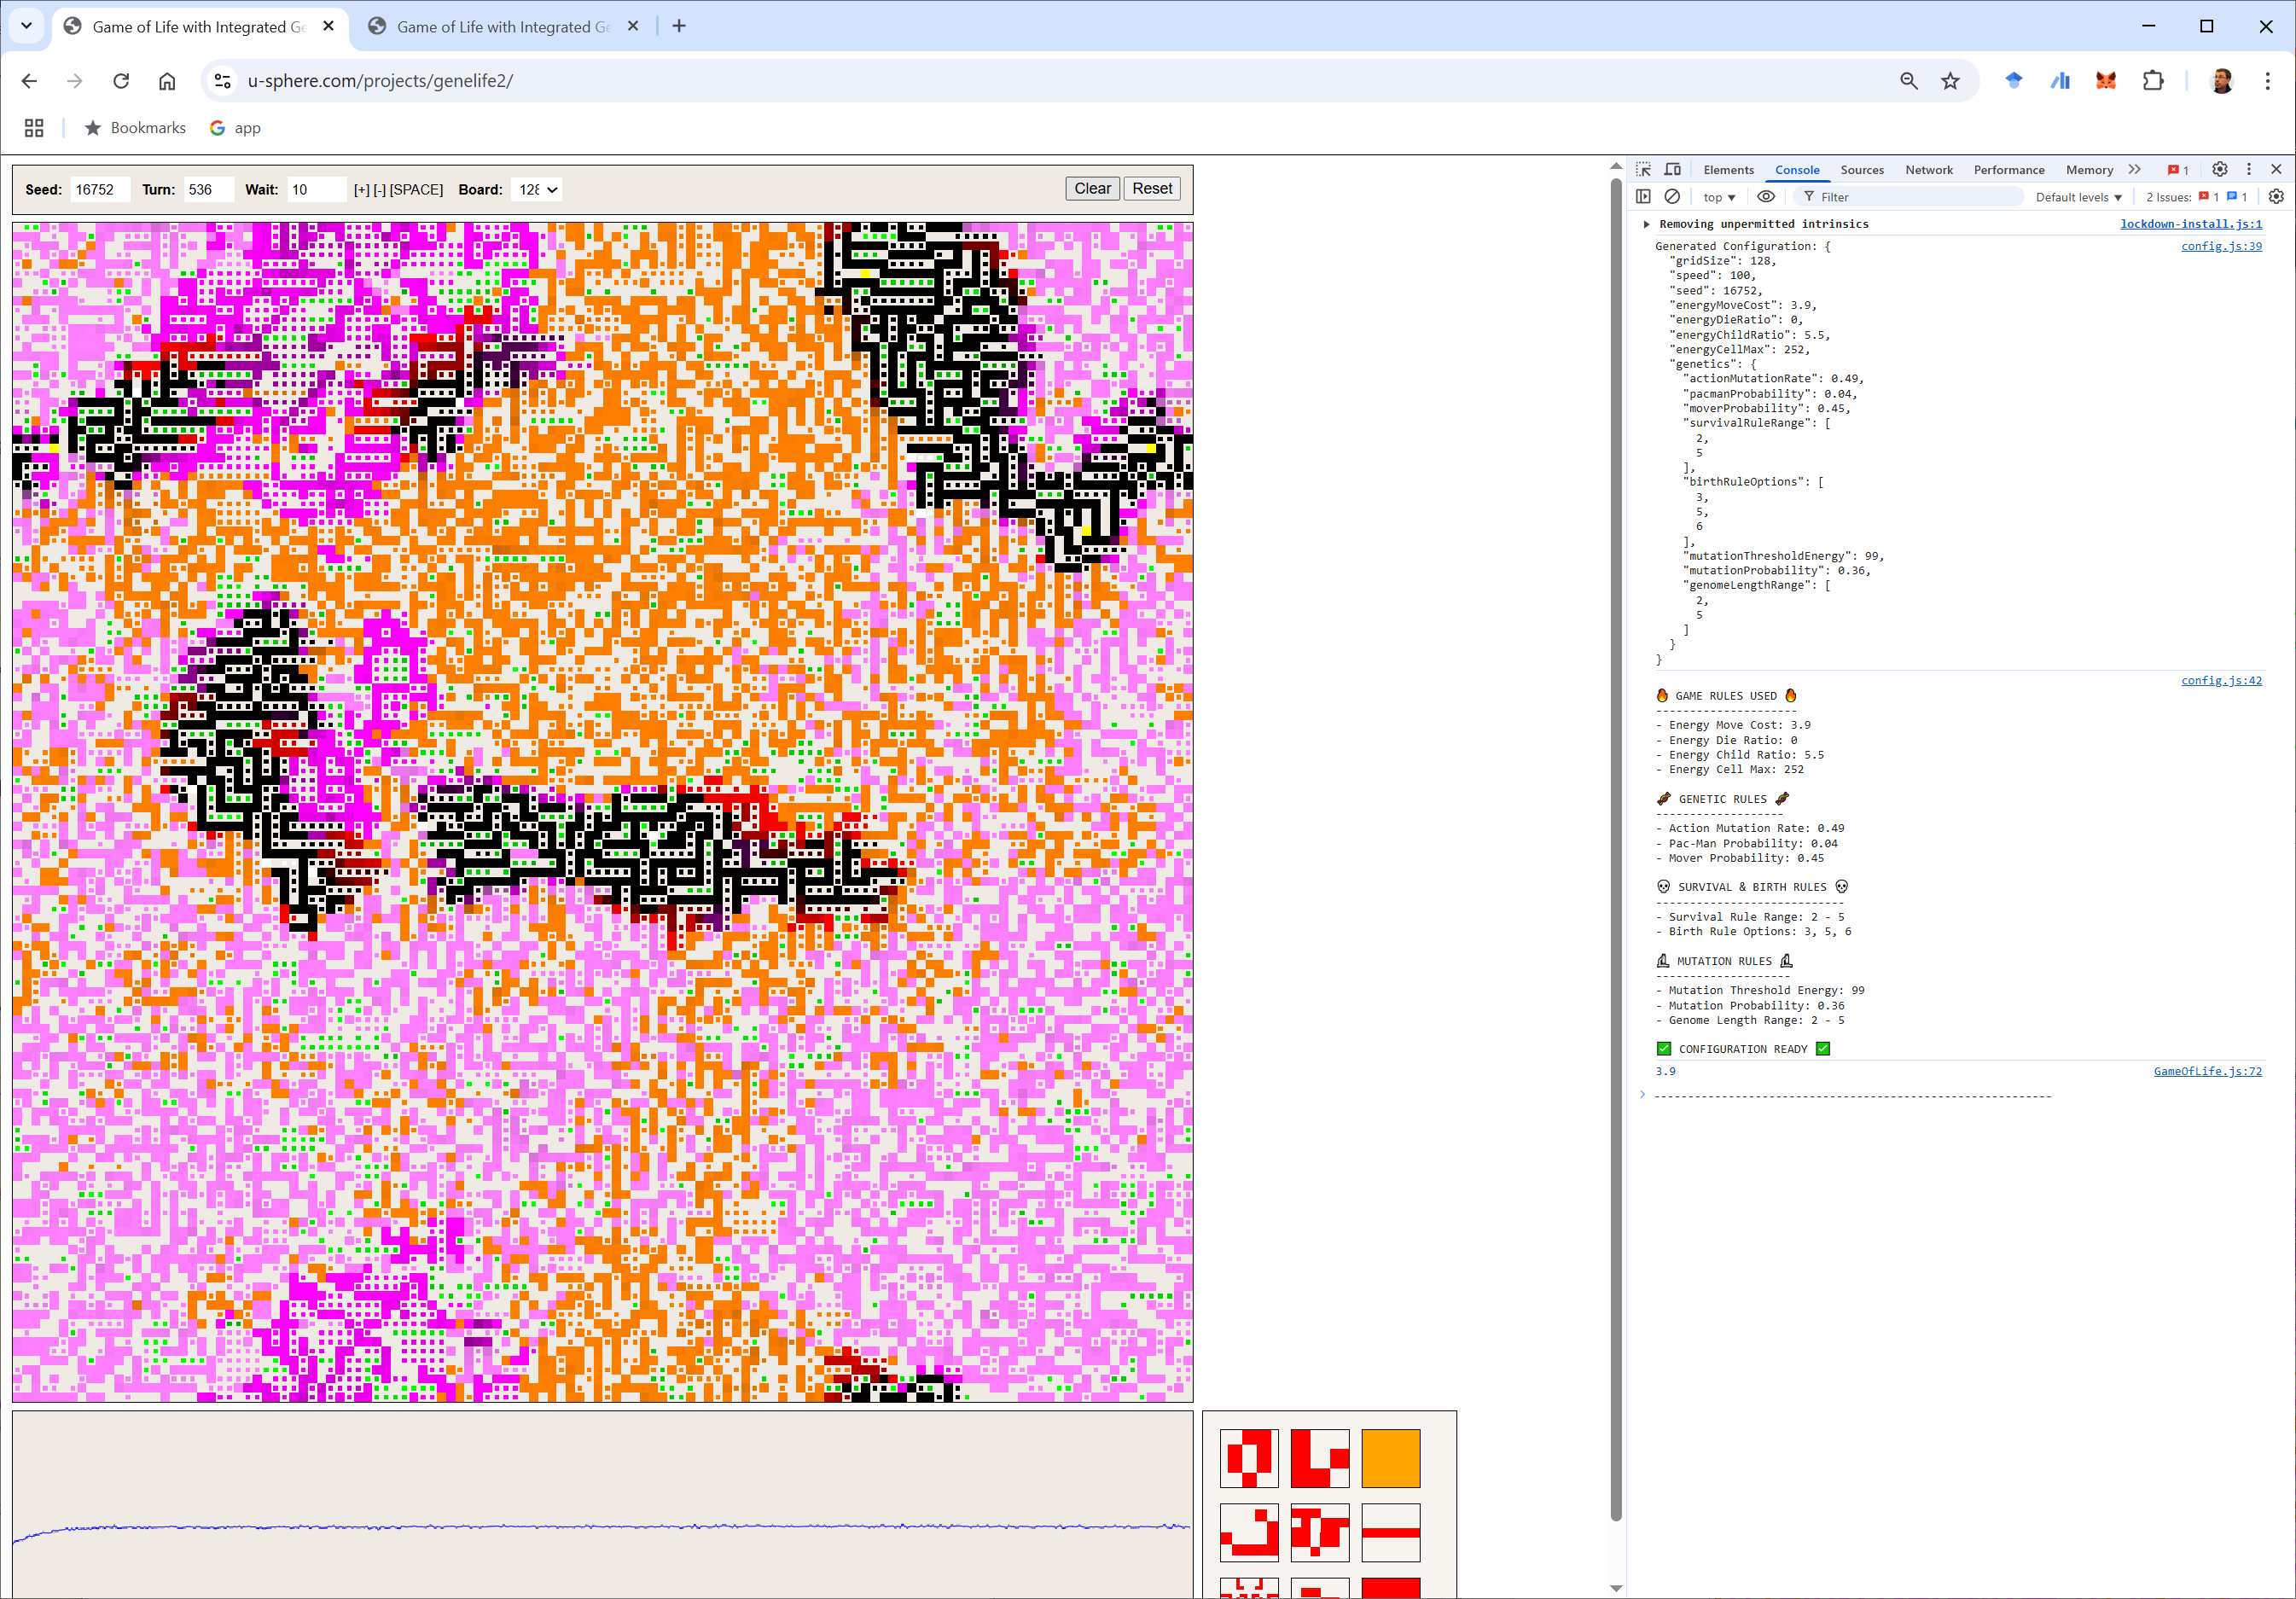 Game of Life with Integrated Ge
Game of Life with Integrated Ge
u-sphere.com/projects/genelife2/
Bookmarks
app
Seed: 16752 Turn: 536 Wait: 10 [+] [-] [SPACE] Board: 128 Clear Reset
Elements Console Sources Network Performance Memory 1
top Filter Default levels 2 Issues: 1 1
Removing unpermitted intrinsics lockdown-install.js:1
Generated Configuration: { config.js:39
"gridSize": 128,
"speed": 100,
"seed": 16752,
"energyMoveCost": 3.9,
"energyDieRatio": 0,
"energyChildRatio": 5.5,
"energyCellMax": 252,
"genetics": {
"actionMutationRate": 0.49,
"pacmanProbability": 0.04,
"moverProbability": 0.45,
"survivalRuleRange": [
2,
5
],
"birthRuleOptions": [
3,
5,
6
],
"mutationThresholdEnergy": 99,
"mutationProbability": 0.36,
"genomeLengthRange": [
2,
5
]
}
}
config.js:42
🔥 GAME RULES USED 🔥
---------------------
- Energy Move Cost: 3.9
- Energy Die Ratio: 0
- Energy Child Ratio: 5.5
- Energy Cell Max: 252
🧬 GENETIC RULES 🧬
-------------------
- Action Mutation Rate: 0.49
- Pac-Man Probability: 0.04
- Mover Probability: 0.45
💀 SURVIVAL & BIRTH RULES 💀
----------------------------
- Survival Rule Range: 2 - 5
- Birth Rule Options: 3, 5, 6
🔬 MUTATION RULES 🔬
--------------------
- Mutation Threshold Energy: 99
- Mutation Probability: 0.36
- Genome Length Range: 2 - 5
✅ CONFIGURATION READY ✅
3.9 GameOfLife.js:72
-----------------------------------------------------------